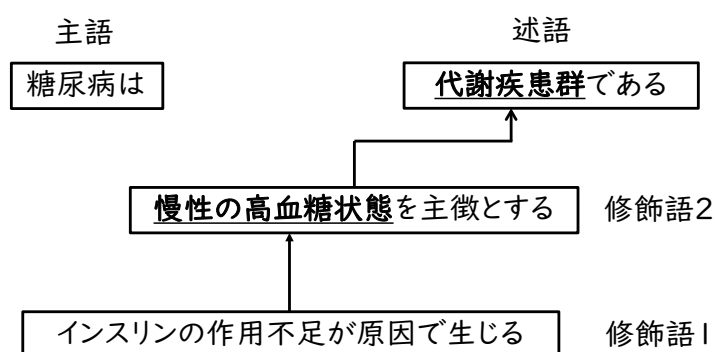 主語 述語
糖尿病は 代謝疾患群である
慢性の高血糖状態を主徴とする 修飾語2
インスリンの作用不足が原因で生じる 修飾語1